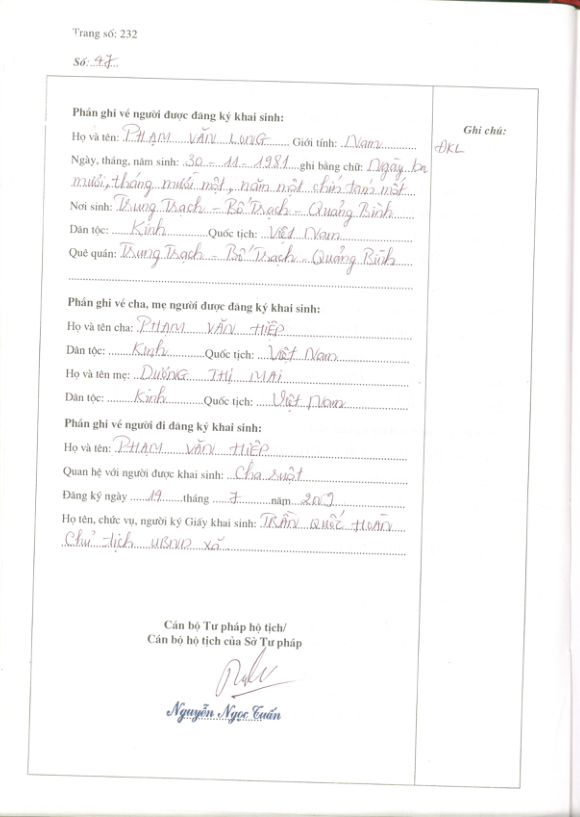 Trang số: 232
Số: 47
Phần ghi về người được đăng ký khai sinh:
Ghi chú:
Họ và tên: PHẠM VĂN LONG Giới tính: Nam
ĐKL
Ngày, tháng, năm sinh: 30 - 11 - 1981 ghi bằng chữ: Ngày ba
mươi, tháng mười một, năm một chín tám một
Nơi sinh: Trung Trạch - Bố Trạch - Quảng Bình
Dân tộc: Kinh Quốc tịch: Việt Nam
Quê quán: Trung Trạch - Bố Trạch - Quảng Bình
Phần ghi về cha, mẹ người được đăng ký khai sinh:
Họ và tên cha: PHẠM VĂN HIỆP
Dân tộc: Kinh Quốc tịch: Việt Nam
Họ và tên mẹ: DƯƠNG THỊ MAI
Dân tộc: Kinh Quốc tịch: Việt Nam
Phần ghi về người đi đăng ký khai sinh:
Họ và tên: PHẠM VĂN HIỆP
Quan hệ với người được khai sinh: Cha ruột
Đăng ký ngày 19 tháng 7 năm
Họ tên, chức vụ, người ký Giấy khai sinh: TRẦN QUỐC HOÀN
Chủ tịch UBND xã
Cán bộ Tư pháp hộ tịch/
Cán bộ hộ tịch của Sở Tư pháp
Nguyễn Ngọc Tuấn